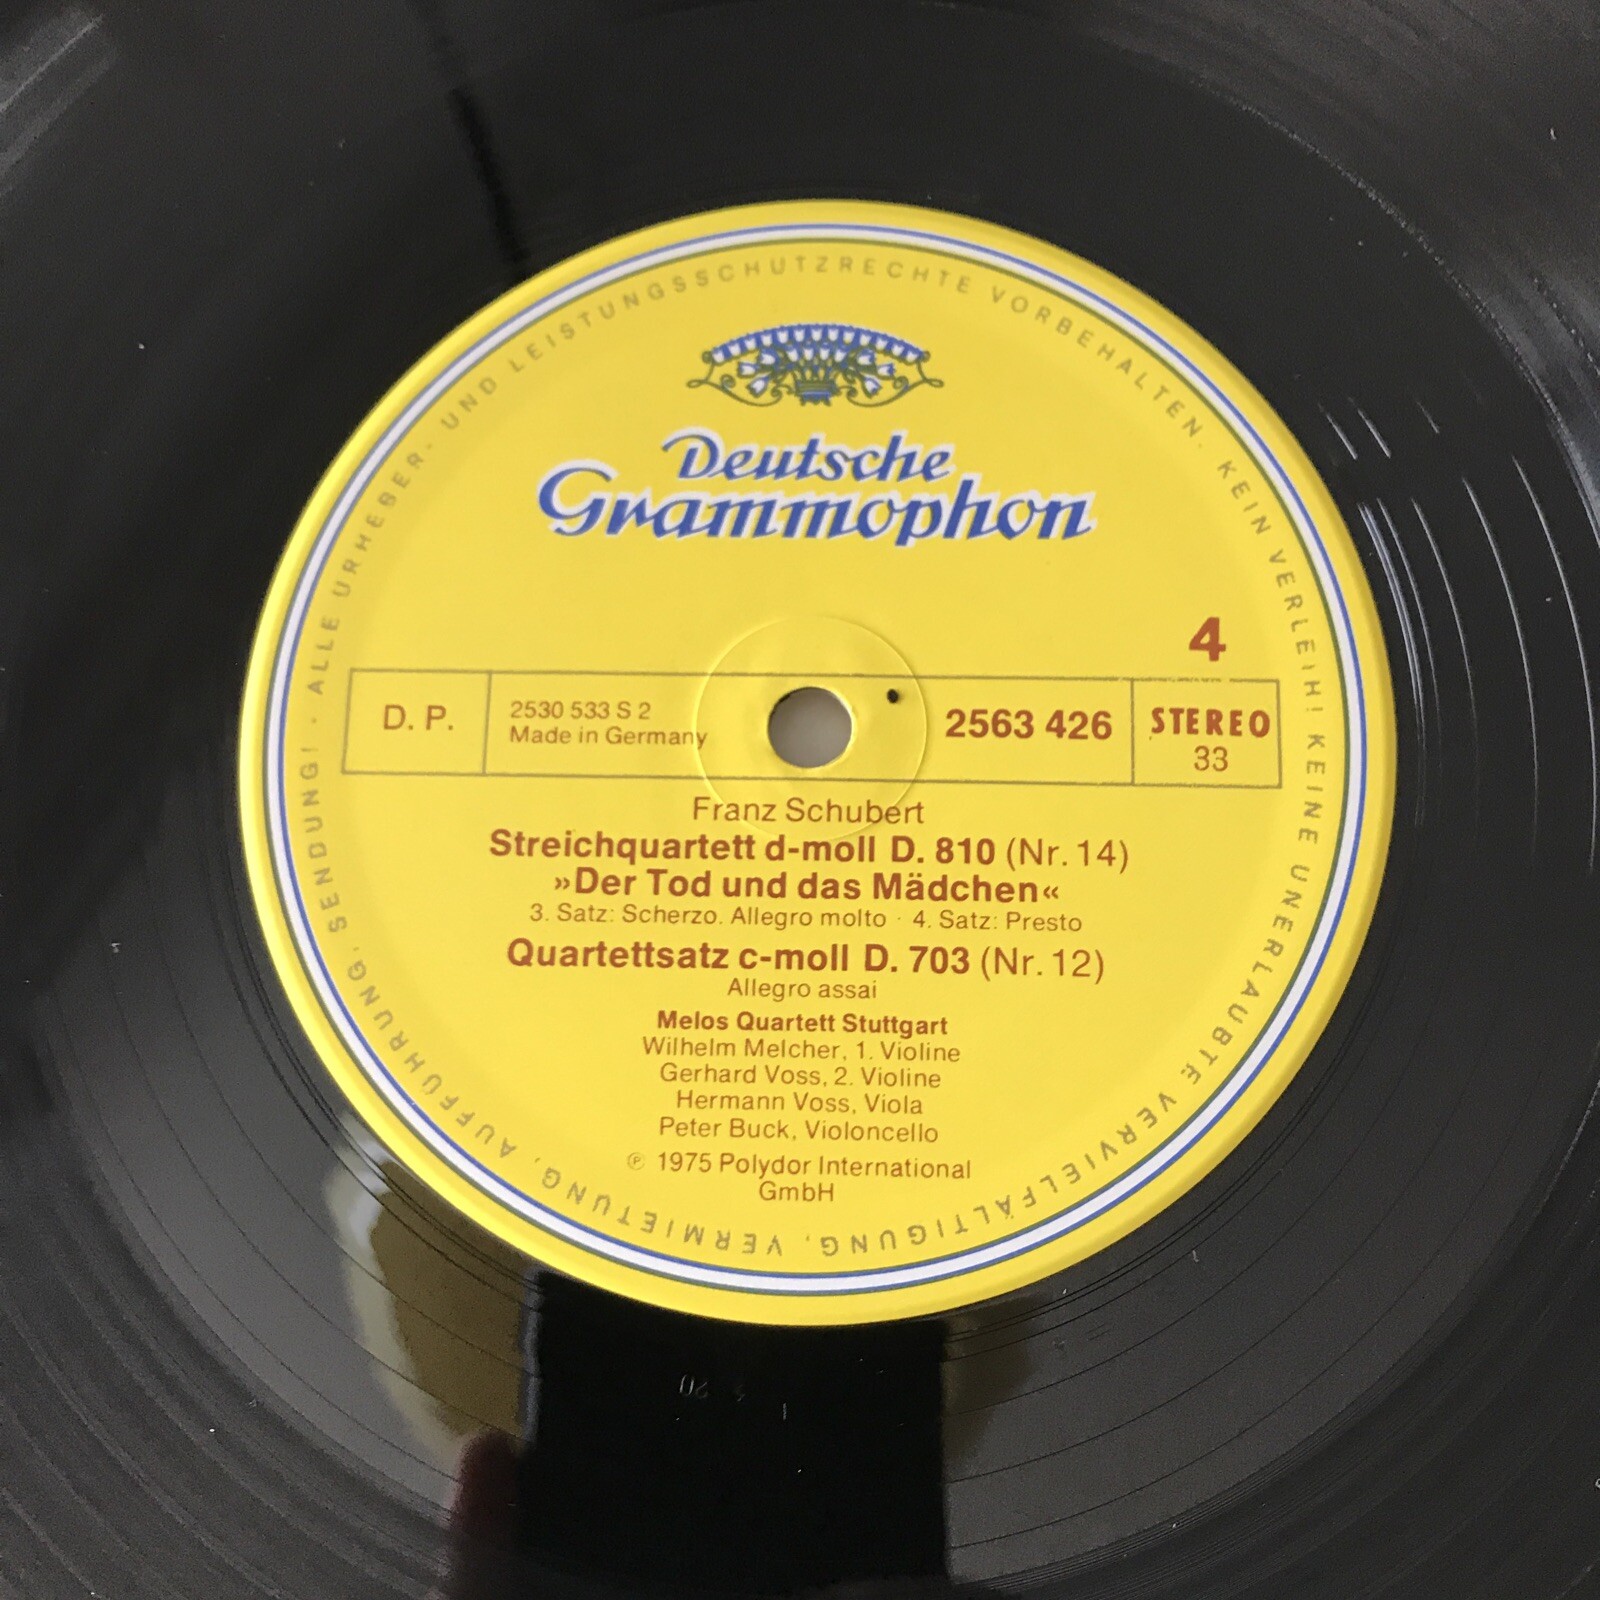 ALLE URHEBER- UND LEISTUNGSSCHUTZRECHTE VORBEHALTEN. KEIN VERLEIH! KEINE UNERLAUBTE VERVIELFÄLTIGUNG, VERMIETUNG, AUFFÜHRUNG, SENDUNG! ·
Deutsche
Grammophon
4
D. P.
2530 533 S 2
Made in Germany
2563 426
STEREO
33
Franz Schubert
Streichquartett d-moll D. 810 (Nr. 14)
»Der Tod und das Mädchen«
3. Satz: Scherzo. Allegro molto · 4. Satz: Presto
Quartettsatz c-moll D. 703 (Nr. 12)
Allegro assai
Melos Quartett Stuttgart
Wilhelm Melcher, 1. Violine
Gerhard Voss, 2. Violine
Hermann Voss, Viola
Peter Buck, Violoncello
℗ 1975 Polydor International
GmbH